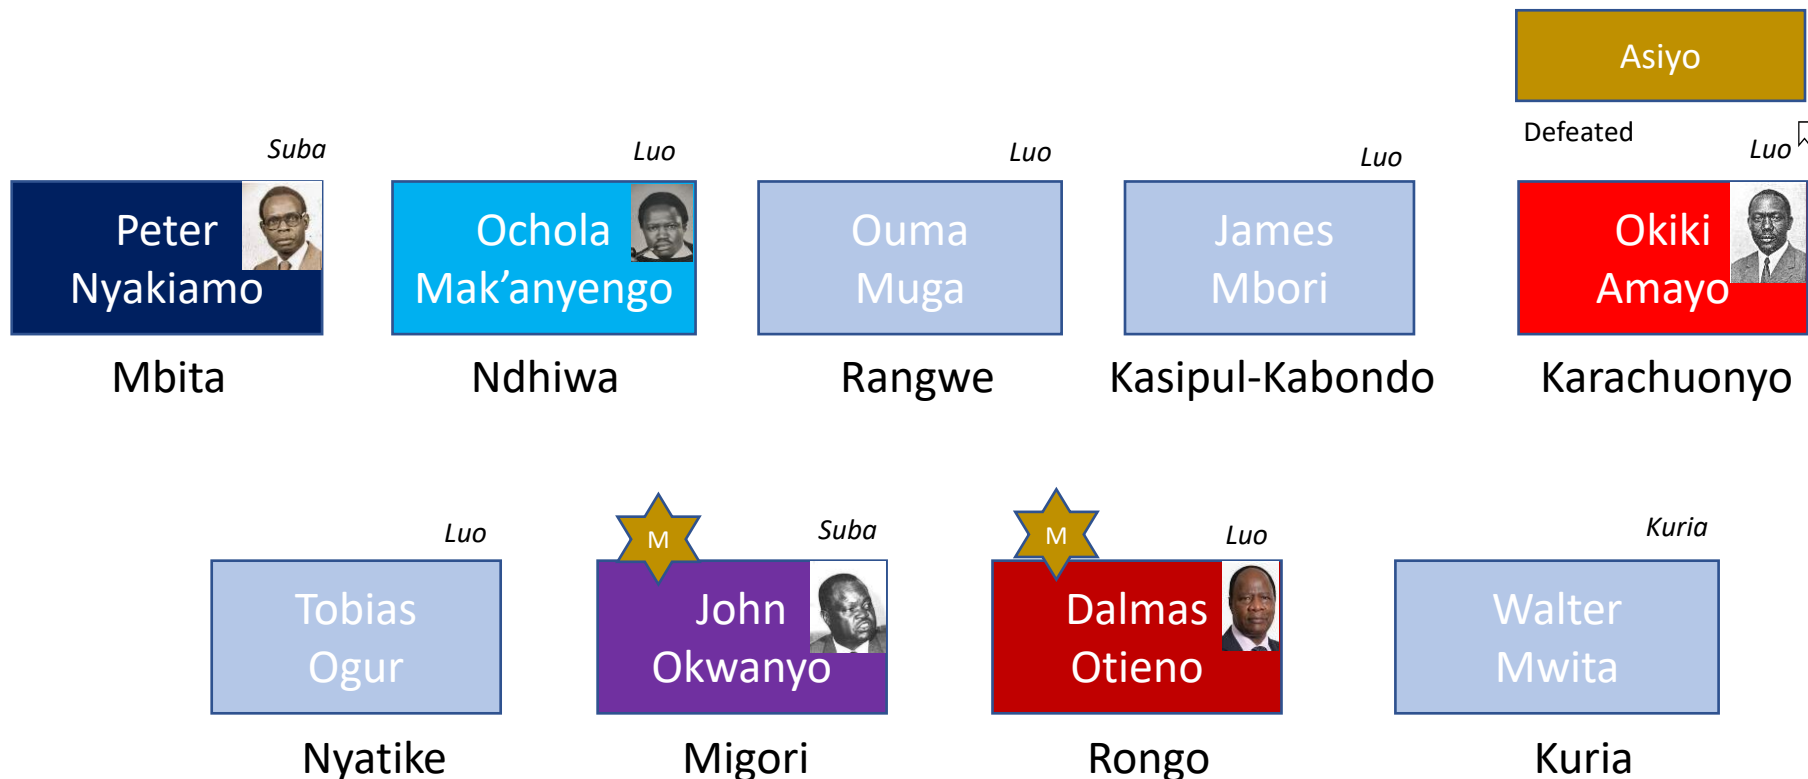 Asiyo
Defeated
Suba
Luo
Luo
Luo
Luo
Peter
Nyakiamo
Ochola
Mak’anyengo
Ouma
Muga
James
Mbori
Okiki
Amayo
Mbita
Ndhiwa
Rangwe
Kasipul-Kabondo
Karachuonyo
Luo
M
Suba
M
Luo
Kuria
Tobias
Ogur
John
Okwanyo
Dalmas
Otieno
Walter
Mwita
Nyatike
Migori
Rongo
Kuria